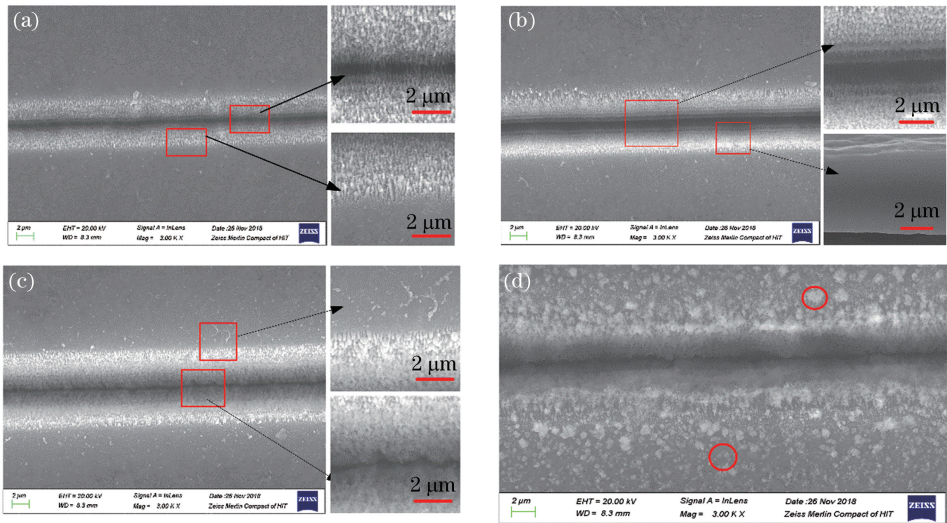 (a)
2 μm
2 μm
2 μm
EHT = 20.00 kV
WD = 8.3 mm
Signal A = InLens
Mag = 3.00 K X
Date :26 Nov 2018
Zeiss Merlin Compact of HIT
ZEISS
(b)
2 μm
2 μm
2 μm
EHT = 20.00 kV
WD = 8.3 mm
Signal A = InLens
Mag = 3.00 K X
Date :26 Nov 2018
Zeiss Merlin Compact of HIT
ZEISS
(c)
2 μm
2 μm
2 μm
EHT = 20.00 kV
WD = 8.3 mm
Signal A = InLens
Mag = 3.00 K X
Date :26 Nov 2018
Zeiss Merlin Compact of HIT
ZEISS
(d)
2 μm
EHT = 20.00 kV
WD = 8.3 mm
Signal A = InLens
Mag = 3.00 K X
Date :26 Nov 2018
Zeiss Merlin Compact of HIT
ZEISS